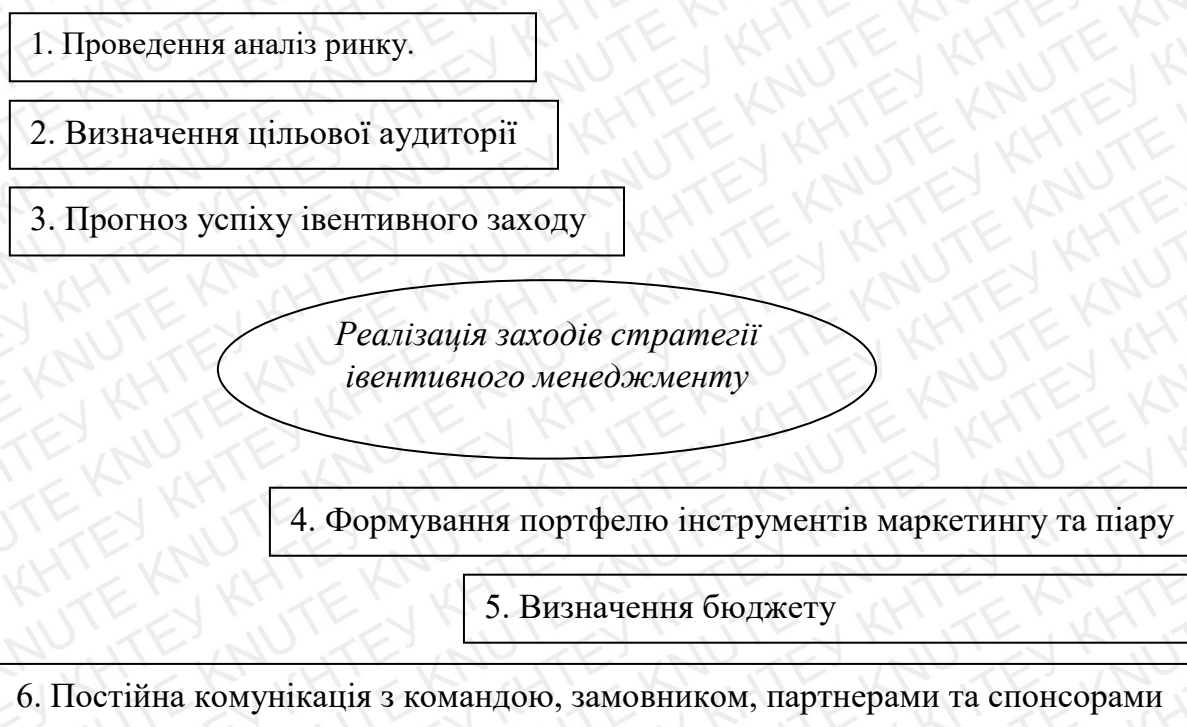 1. Проведення аналіз ринку.
2. Визначення цільової аудиторії
3. Прогноз успіху івентивного заходу
Реалізація заходів стратегії
івентивного менеджменту
4. Формування портфелю інструментів маркетингу та піару
5. Визначення бюджету
6. Постійна комунікація з командою, замовником, партнерами та спонсорами